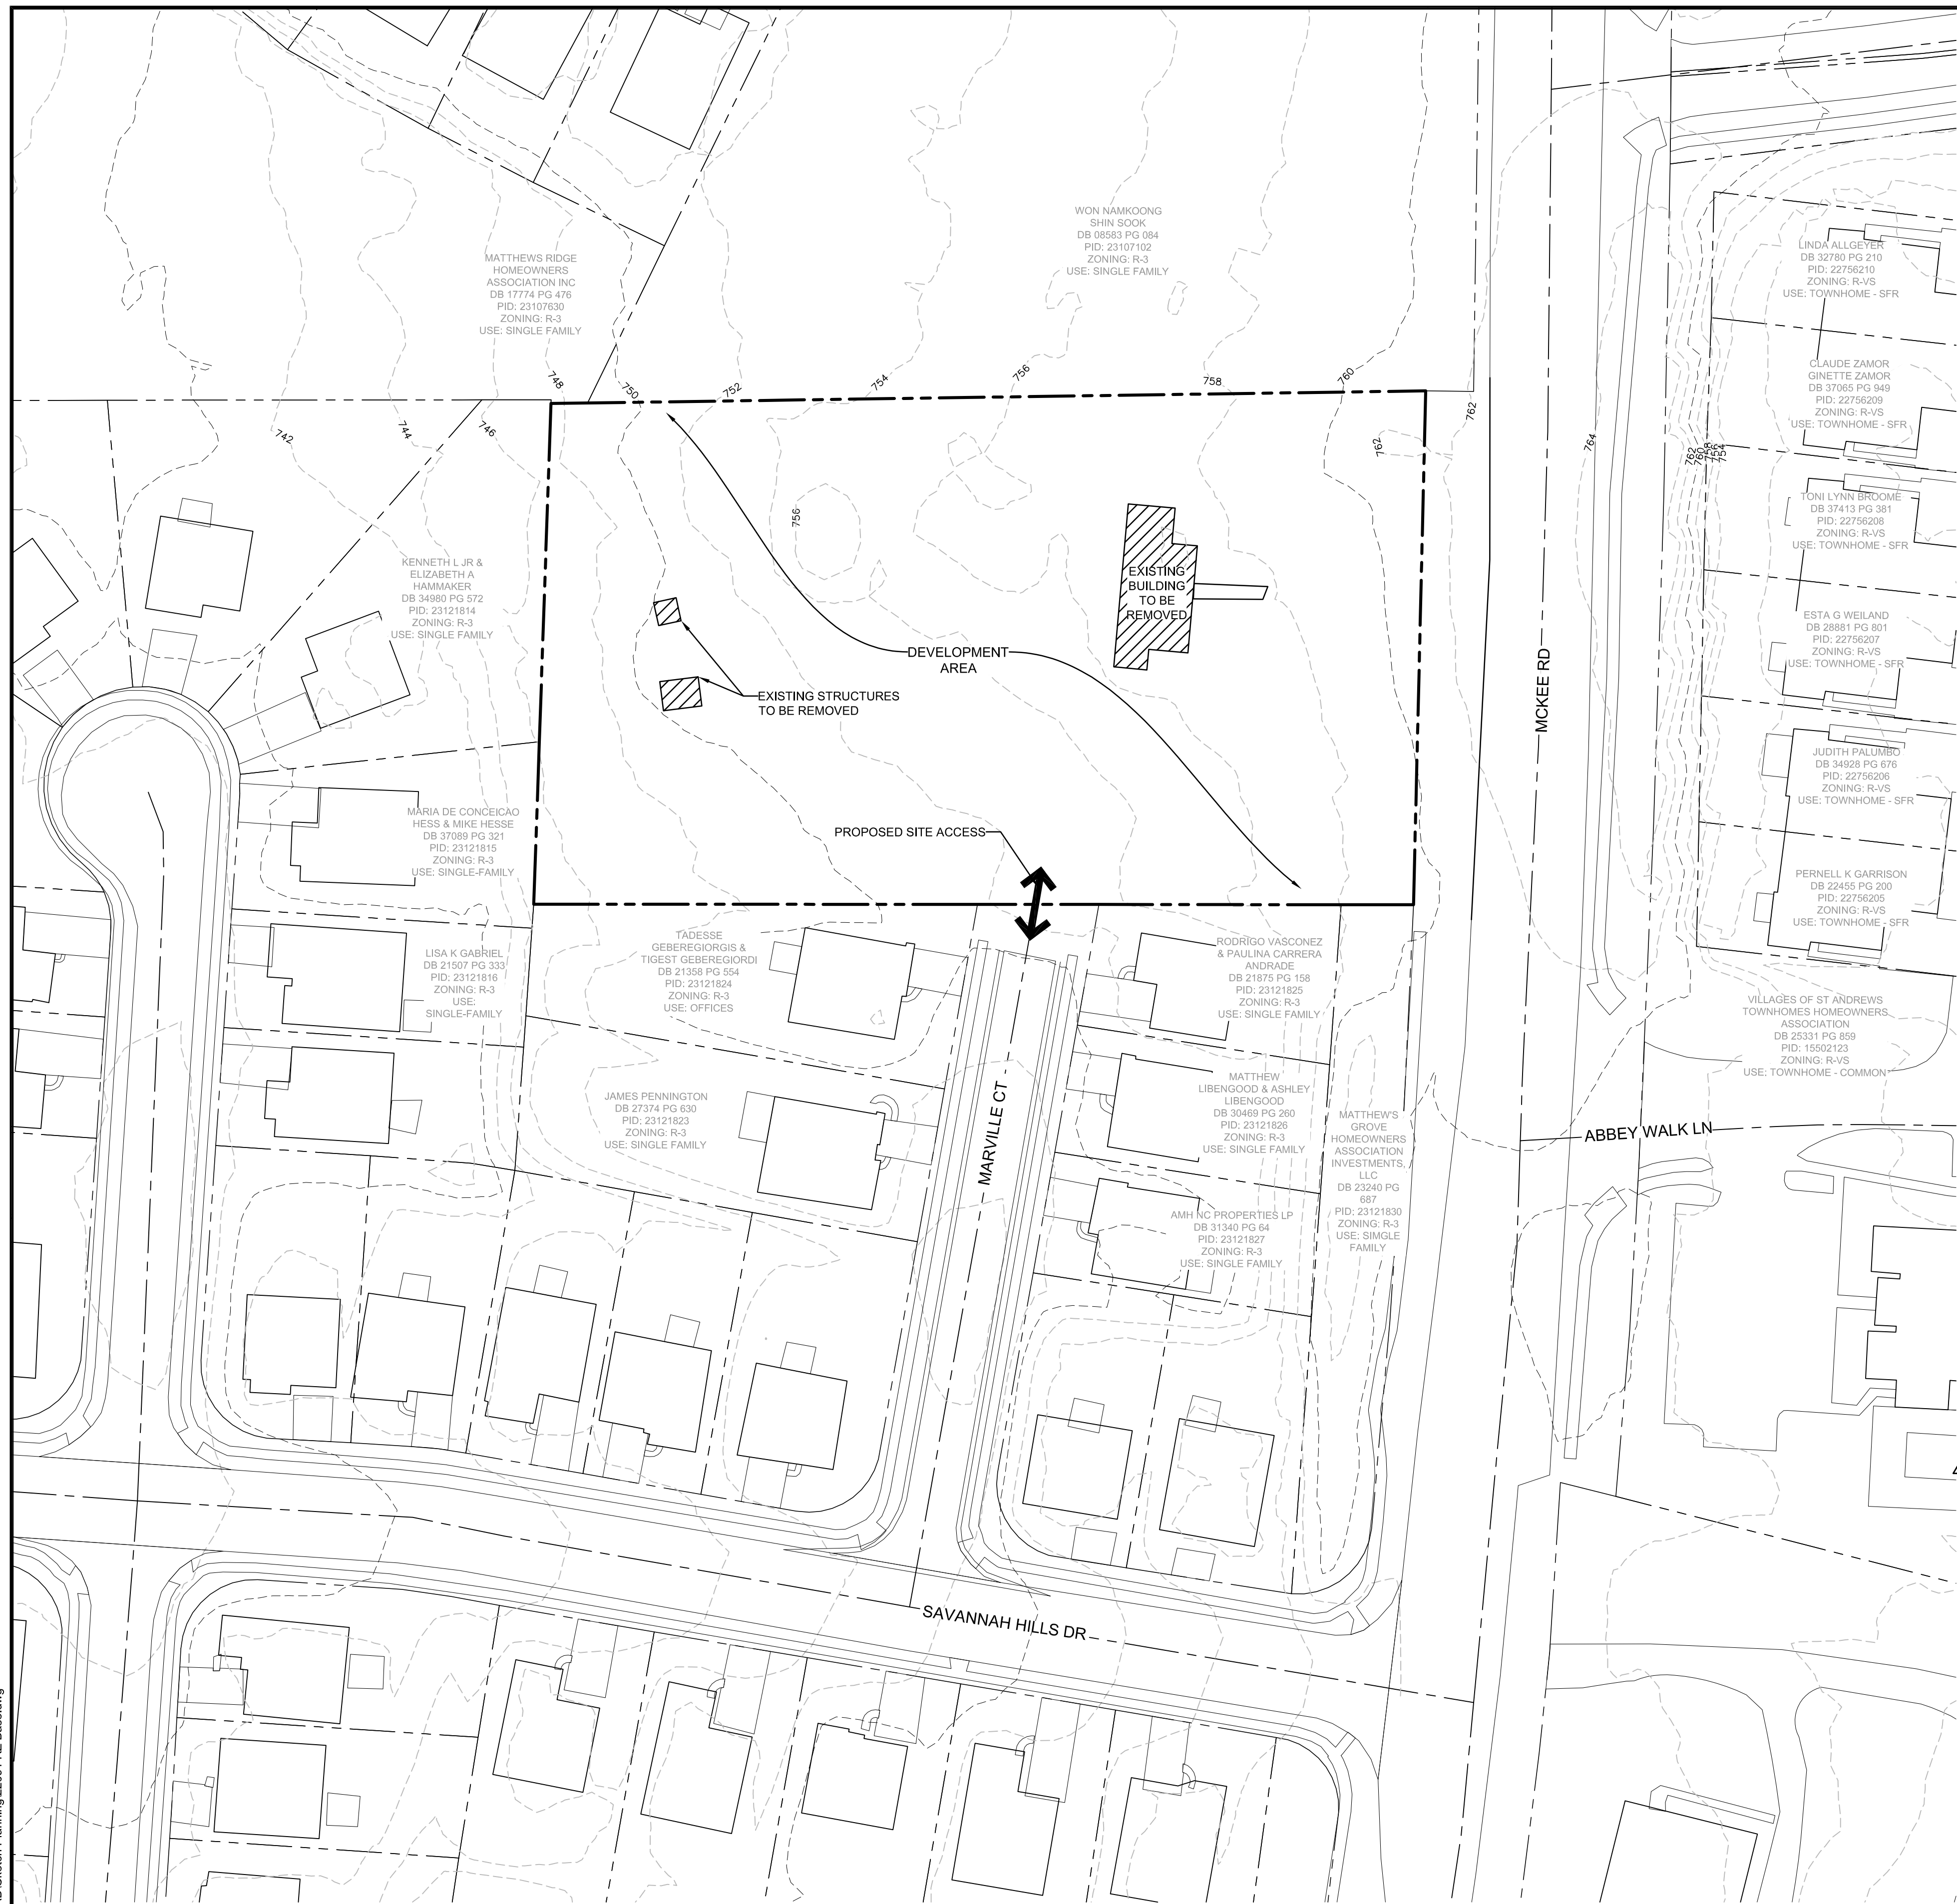 WON NAMKOONG
SHIN SOOK
DB 08583 PG 084
PID: 23107102
ZONING: R-3
USE: SINGLE FAMILY
MATTHEWS RIDGE
HOMEOWNERS
ASSOCIATION INC
DB 17774 PG 476
PID: 23107630
ZONING: R-3
USE: SINGLE FAMILY
LINDA ALLGEYER
DB 32780 PG 210
PID: 22756210
ZONING: R-VS
USE: TOWNHOME - SFR
CLAUDE ZAMOR
GINETTE ZAMOR
DB 37065 PG 949
PID: 22756209
ZONING: R-VS
USE: TOWNHOME - SFR
742
744
746
748
750
752
754
756
758
760
762
762
764
762
760
758
756
754
756
TONI LYNN BROOME
DB 37413 PG 381
PID: 22756208
ZONING: R-VS
USE: TOWNHOME - SFR
KENNETH L JR &
ELIZABETH A
HAMMAKER
DB 34980 PG 572
PID: 23121814
ZONING: R-3
USE: SINGLE FAMILY
EXISTING
BUILDING
TO BE
REMOVED
DEVELOPMENT
AREA
EXISTING STRUCTURES
TO BE REMOVED
MCKEE RD
ESTA G WEILAND
DB 28881 PG 801
PID: 22756207
ZONING: R-VS
USE: TOWNHOME - SFR
JUDITH PALUMBO
DB 34928 PG 676
PID: 22756206
ZONING: R-VS
USE: TOWNHOME - SFR
MARIA DE CONCEICAO
HESS & MIKE HESSE
DB 37089 PG 321
PID: 23121815
ZONING: R-3
USE: SINGLE-FAMILY
PROPOSED SITE ACCESS
PERNELL K GARRISON
DB 22455 PG 200
PID: 22756205
ZONING: R-VS
USE: TOWNHOME - SFR
LISA K GABRIEL
DB 21507 PG 333
PID: 23121816
ZONING: R-3
USE:
SINGLE-FAMILY
TADESSE
GEBEREGIORGIS &
TIGEST GEBEREGIORDI
DB 21358 PG 554
PID: 23121824
ZONING: R-3
USE: OFFICES
RODRIGO VASCONEZ
& PAULINA CARRERA
ANDRADE
DB 21875 PG 158
PID: 23121825
ZONING: R-3
USE: SINGLE FAMILY
VILLAGES OF ST ANDREWS
TOWNHOMES HOMEOWNERS
ASSOCIATION
DB 25331 PG 859
PID: 15502123
ZONING: R-VS
USE: TOWNHOME - COMMON
JAMES PENNINGTON
DB 27374 PG 630
PID: 23121823
ZONING: R-3
USE: SINGLE FAMILY
MARVILLE CT
MATTHEW
LIBENGOOD & ASHLEY
LIBENGOOD
DB 30469 PG 260
PID: 23121826
ZONING: R-3
USE: SINGLE FAMILY
MATTHEW'S
GROVE
HOMEOWNERS
ASSOCIATION
INVESTMENTS,
LLC
DB 23240 PG
687
PID: 23121830
ZONING: R-3
USE: SIMGLE
FAMILY
ABBEY WALK LN
AMH NC PROPERTIES LP
DB 31340 PG 64
PID: 23121827
ZONING: R-3
USE: SINGLE FAMILY
SAVANNAH HILLS DR